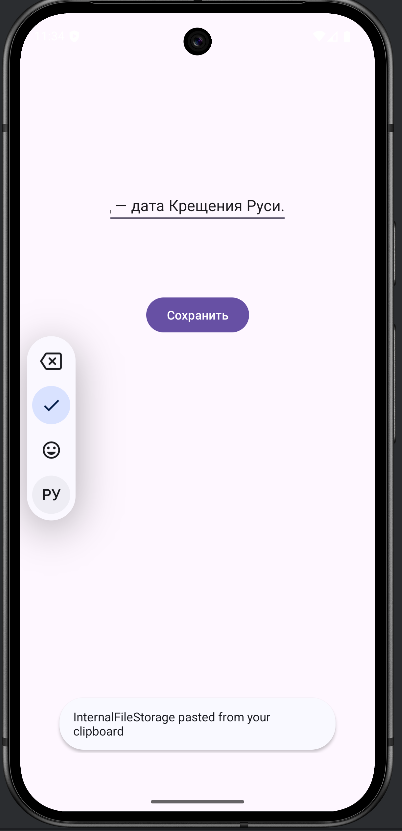 , — дата Крещения Руси.
Сохранить
РУ
InternalFileStorage pasted from your
clipboard